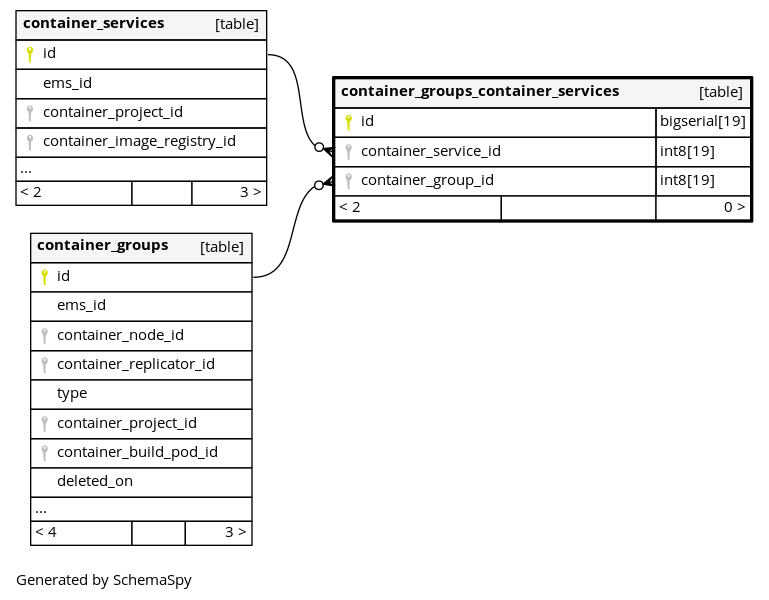 container_services [table]
id
ems_id
container_project_id
container_image_registry_id
...
< 2 3 >
container_groups_container_services [table]
id bigserial[19]
container_service_id int8[19]
container_group_id int8[19]
< 2 0 >
container_groups [table]
id
ems_id
container_node_id
container_replicator_id
type
container_project_id
container_build_pod_id
deleted_on
...
< 4 3 >
Generated by SchemaSpy